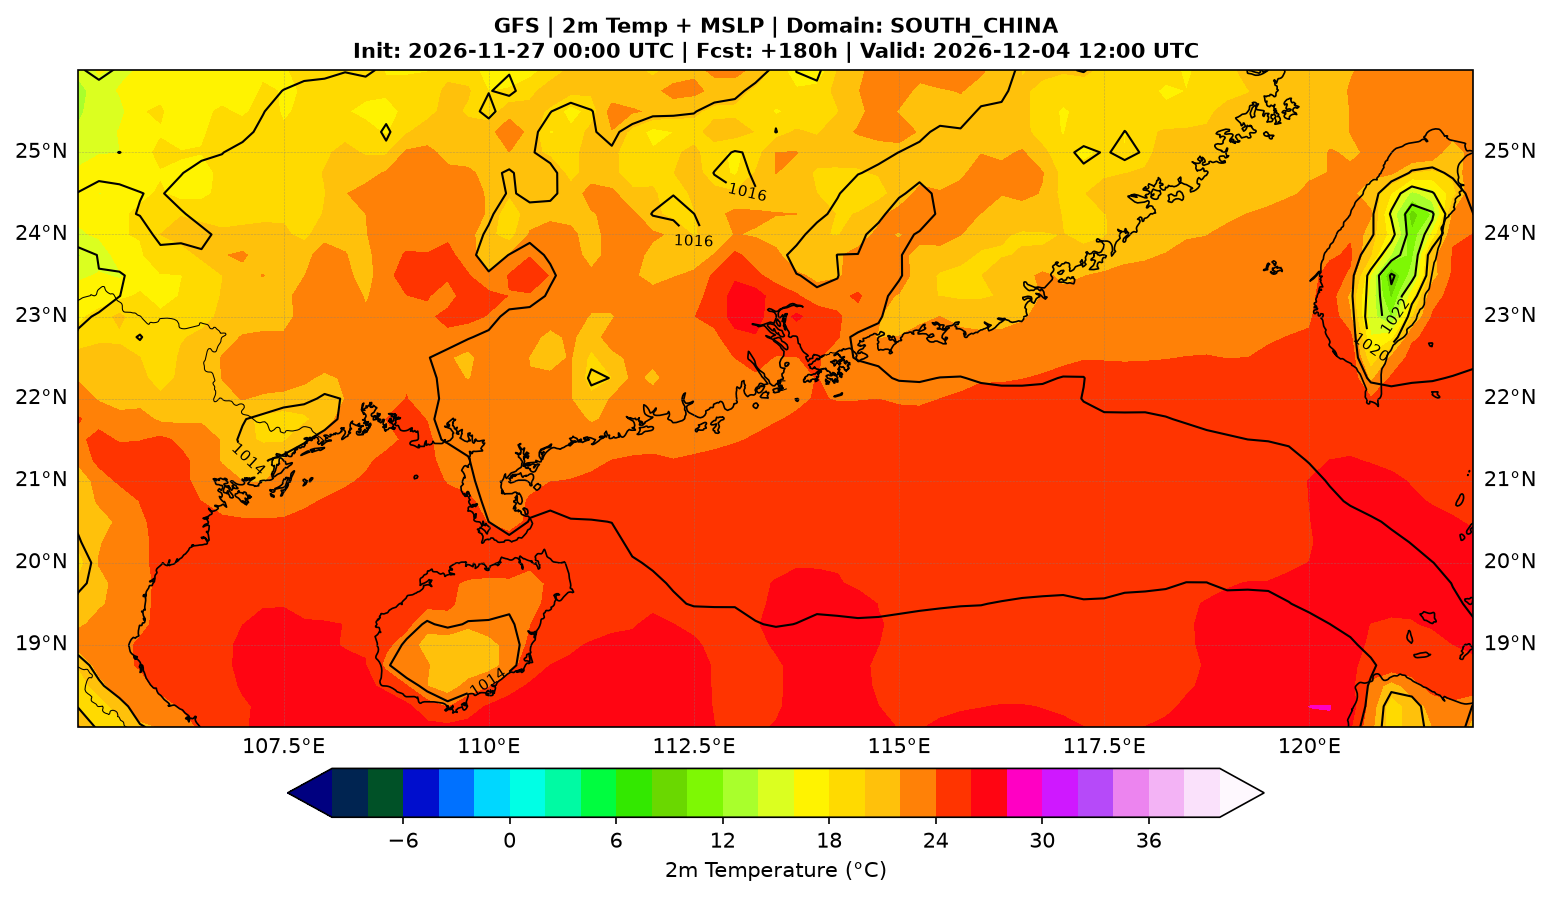 GFS | 2m Temp + MSLP | Domain: SOUTH_CHINA
Init: 2026-11-27 00:00 UTC | Fcst: +180h | Valid: 2026-12-04 12:00 UTC
25°N 25°N
1016
24°N 1016 24°N
23°N 1022 23°N
1020
22°N 22°N
1014
21°N 21°N
20°N 20°N
19°N 19°N
1014
107.5°E 110°E 112.5°E 115°E 117.5°E 120°E
−6 0 6 12 18 24 30 36
2m Temperature (°C)